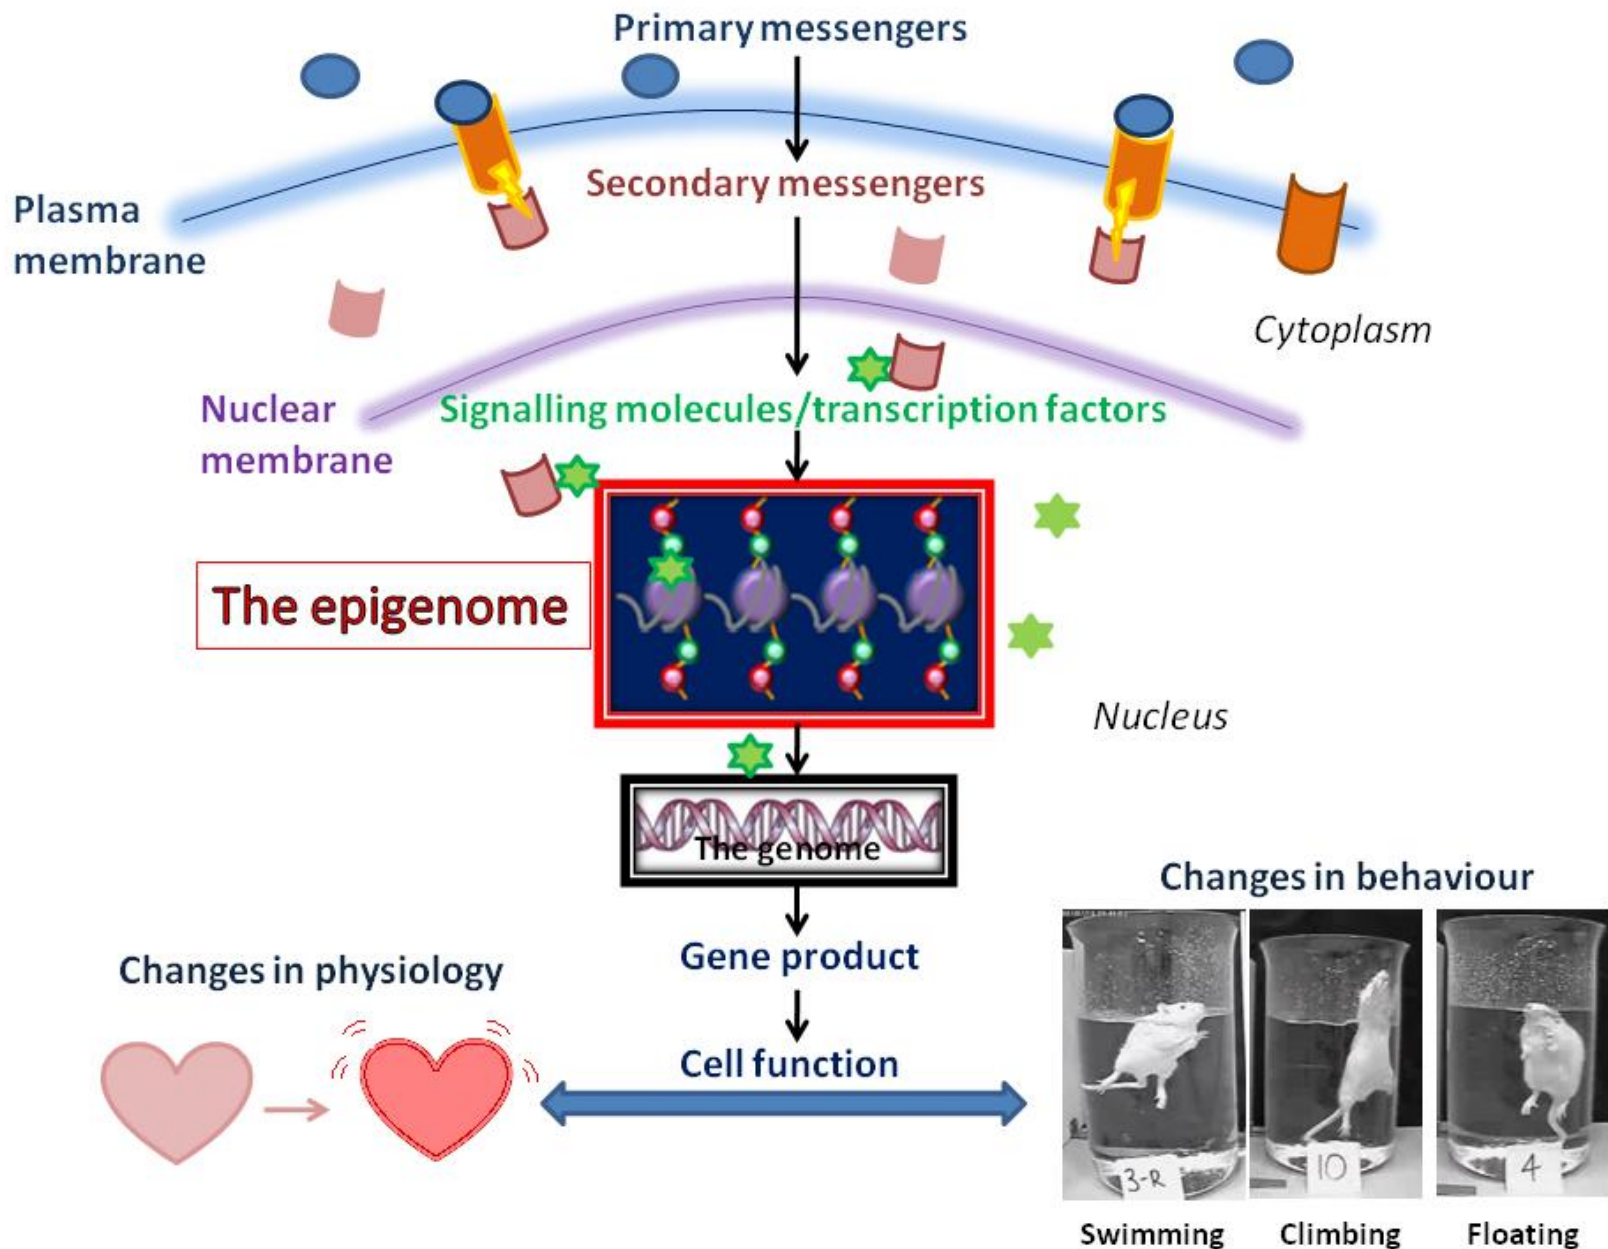 Primary messengers
Secondary messengers
Plasma
membrane
Cytoplasm
Nuclear
membrane
Signalling molecules/transcription factors
The epigenome
Nucleus
The genome
Changes in behaviour
Gene product
Changes in physiology
Cell function
3-R
10
4
Swimming
Climbing
Floating